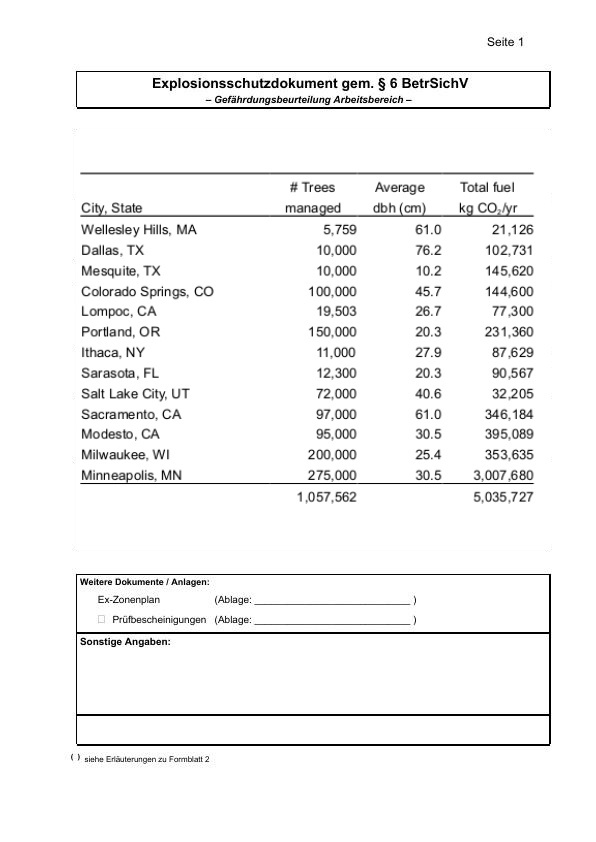 Seite 1
Explosionsschutzdokument gem. § 6 BetrSichV
– Gefährdungsbeurteilung Arbeitsbereich –
# Trees Average Total fuel
City, State managed dbh (cm) kg CO₂/yr
Wellesley Hills, MA 5,759 61.0 21,126
Dallas, TX 10,000 76.2 102,731
Mesquite, TX 10,000 10.2 145,620
Colorado Springs, CO 100,000 45.7 144,600
Lompoc, CA 19,503 26.7 77,300
Portland, OR 150,000 20.3 231,360
Ithaca, NY 11,000 27.9 87,629
Sarasota, FL 12,300 20.3 90,567
Salt Lake City, UT 72,000 40.6 32,205
Sacramento, CA 97,000 61.0 346,184
Modesto, CA 95,000 30.5 395,089
Milwaukee, WI 200,000 25.4 353,635
Minneapolis, MN 275,000 30.5 3,007,680
1,057,562 5,035,727
Weitere Dokumente / Anlagen:
Ex-Zonenplan (Ablage: ____________________________ )
☐ Prüfbescheinigungen (Ablage: ____________________________ )
Sonstige Angaben:
( ) siehe Erläuterungen zu Formblatt 2